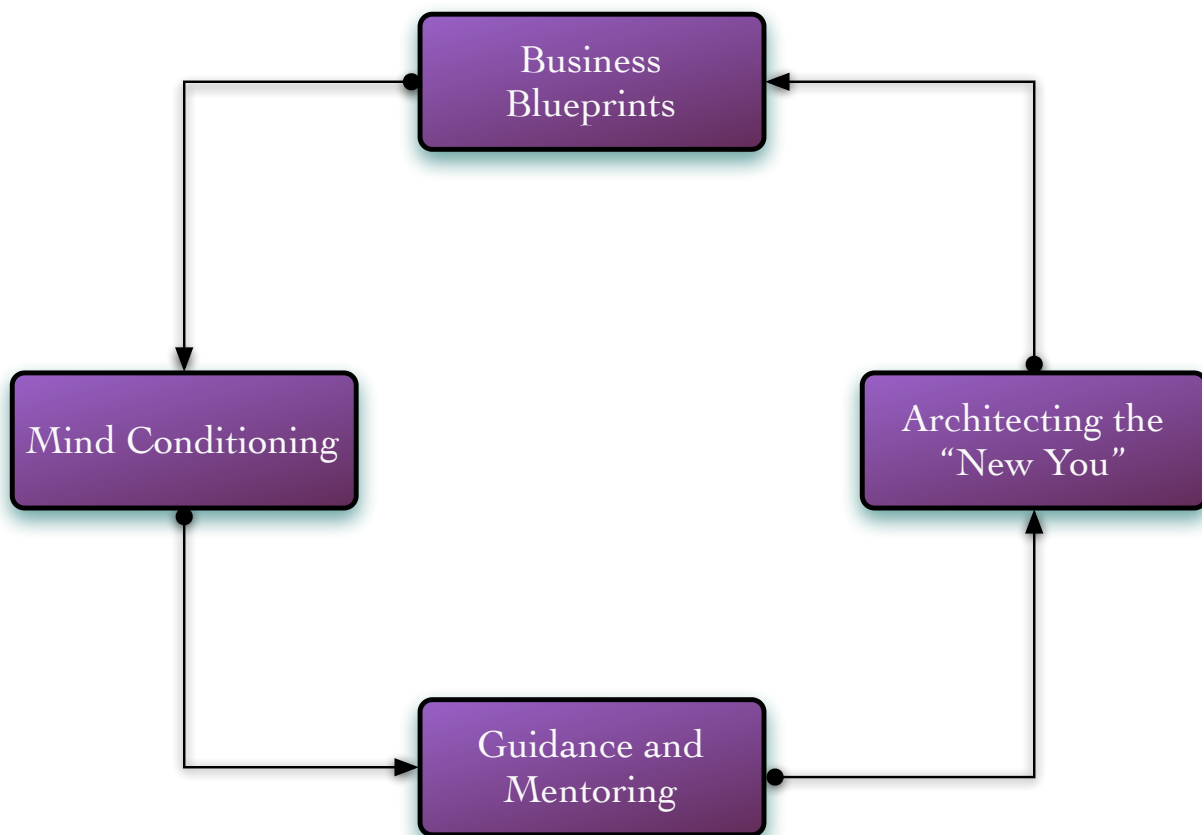 Business
Blueprints
Mind Conditioning
Architecting the
“New You”
Guidance and
Mentoring